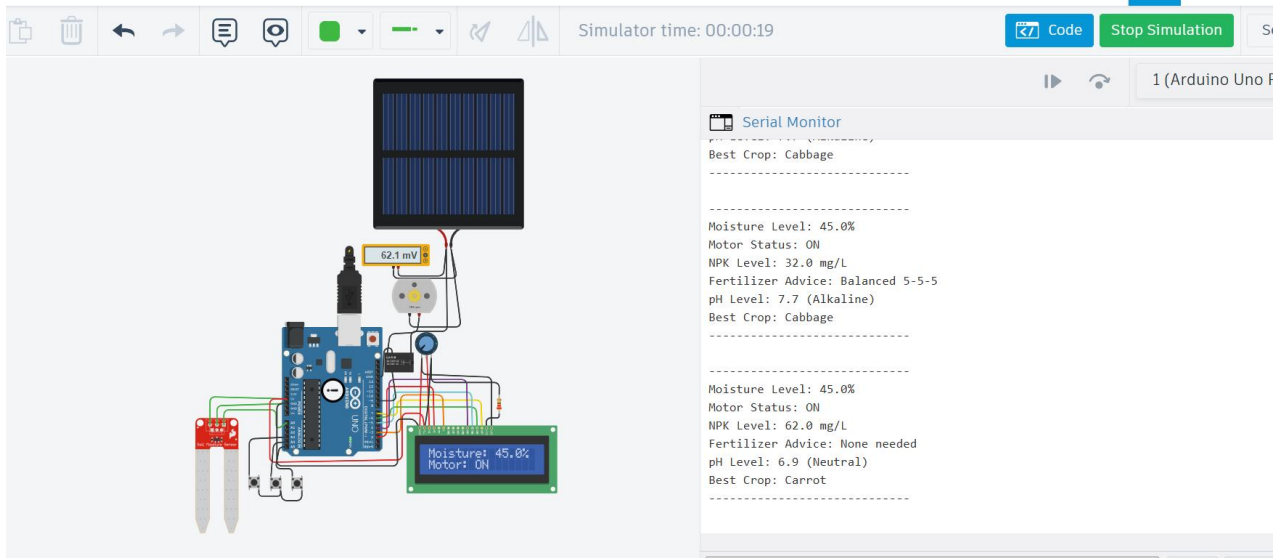 Simulator time: 00:00:19
Code
Stop Simulation
1 (Arduino Uno R
Serial Monitor
Best Crop: Cabbage
-----------------------------
-----------------------------
Moisture Level: 45.0%
Motor Status: ON
NPK Level: 32.0 mg/L
Fertilizer Advice: Balanced 5-5-5
pH Level: 7.7 (Alkaline)
Best Crop: Cabbage
-----------------------------
-----------------------------
Moisture Level: 45.0%
Motor Status: ON
NPK Level: 62.0 mg/L
Fertilizer Advice: None needed
pH Level: 6.9 (Neutral)
Best Crop: Carrot
-----------------------------
62.1 mV
UNO
Moisture: 45.0%
Motor: ON